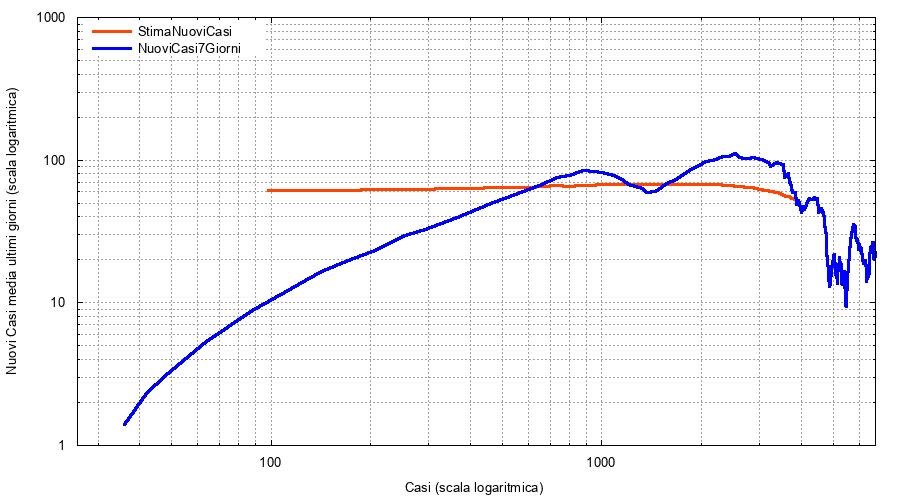 1000
StimaNuoviCasi
NuoviCasi7Giorni
Nuovi Casi media ultimi giorni (scala logaritmica)
100
10
1
100
1000
Casi (scala logaritmica)